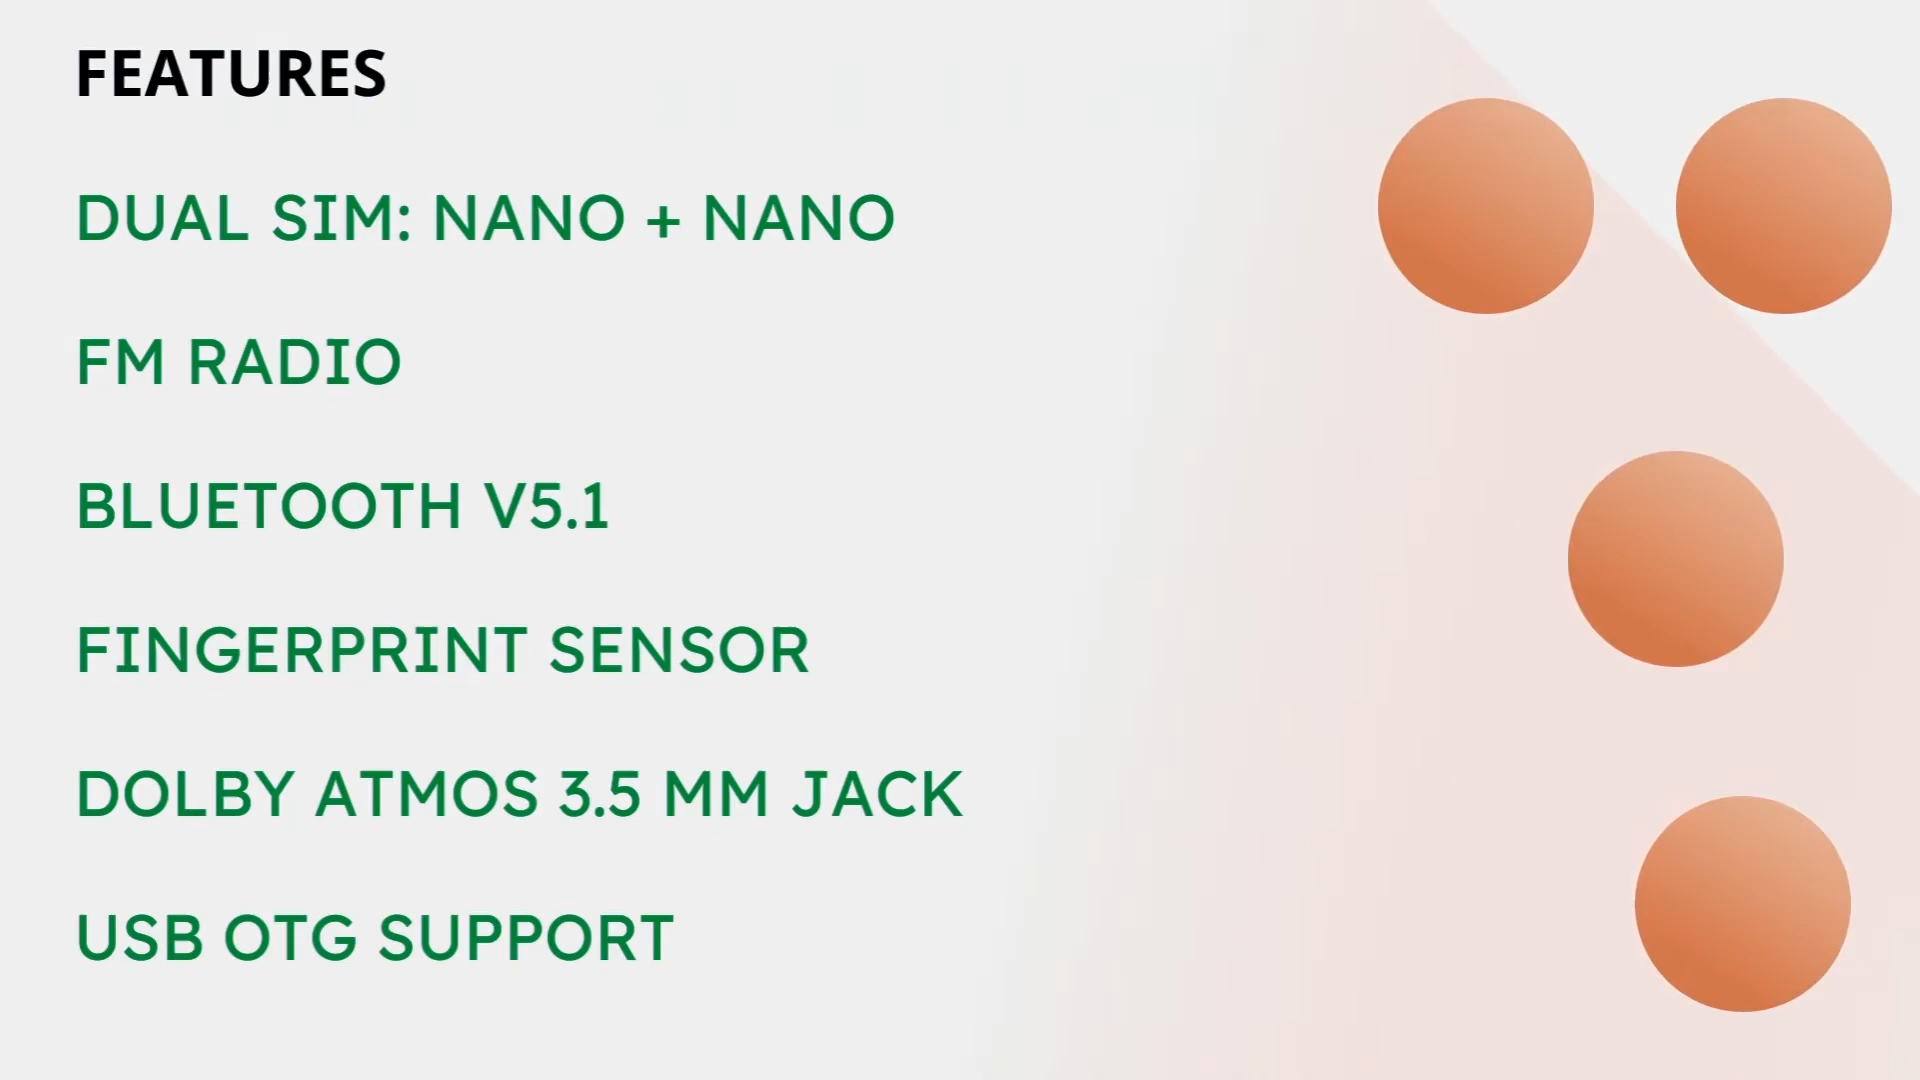 FEATURES
DUAL SIM: NANO + NANO
FM RADIO
BLUETOOTH V5.1
FINGERPRINT SENSOR
DOLBY ATMOS 3.5 MM JACK
USB OTG SUPPORT